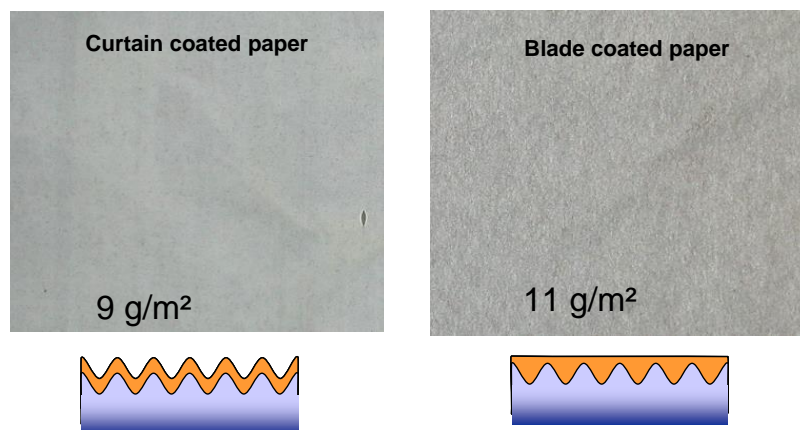 Curtain coated paper
Blade coated paper
9 g/m²
11 g/m²